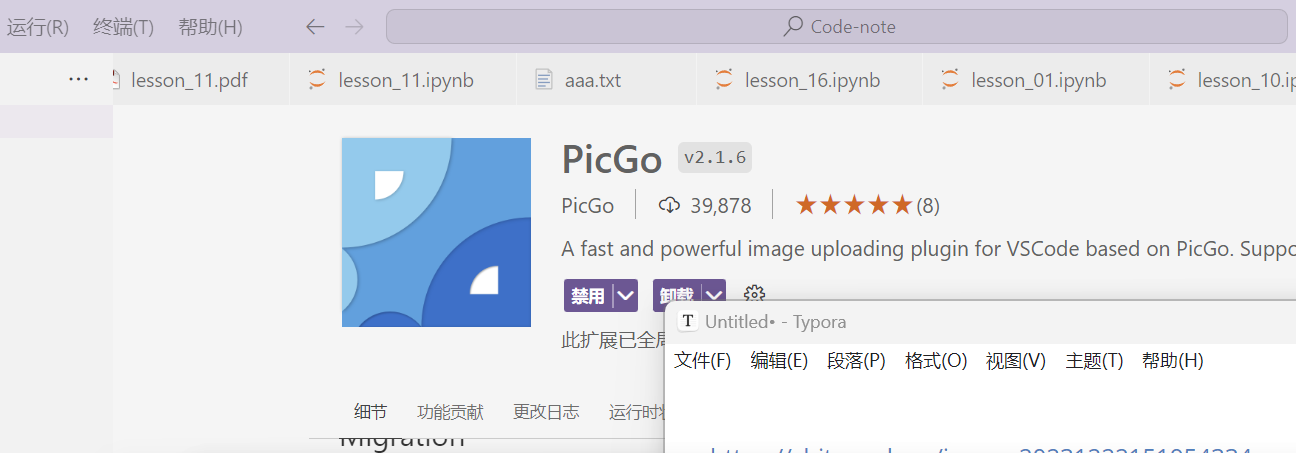 运行(R) 终端(T) 帮助(H) Code-note
lesson_11.pdf lesson_11.ipynb aaa.txt lesson_16.ipynb lesson_01.ipynb lesson_10.ip
PicGo v2.1.6
PicGo 39,878 (8)
A fast and powerful image uploading plugin for VSCode based on PicGo. Suppo
禁用 卸载
此扩展已全局
细节 功能贡献 更改日志 运行时状
Migration
T Untitled• - Typora
文件(F) 编辑(E) 段落(P) 格式(O) 视图(V) 主题(T) 帮助(H)